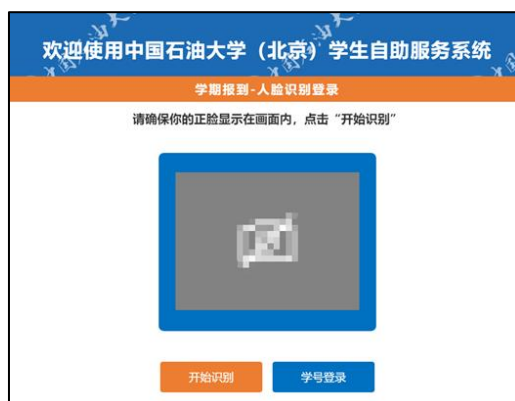 欢迎使用中国石油大学（北京）学生自助服务系统
学期报到-人脸识别登录
请确保你的正脸显示在画面内，点击“开始识别”
开始识别
学号登录